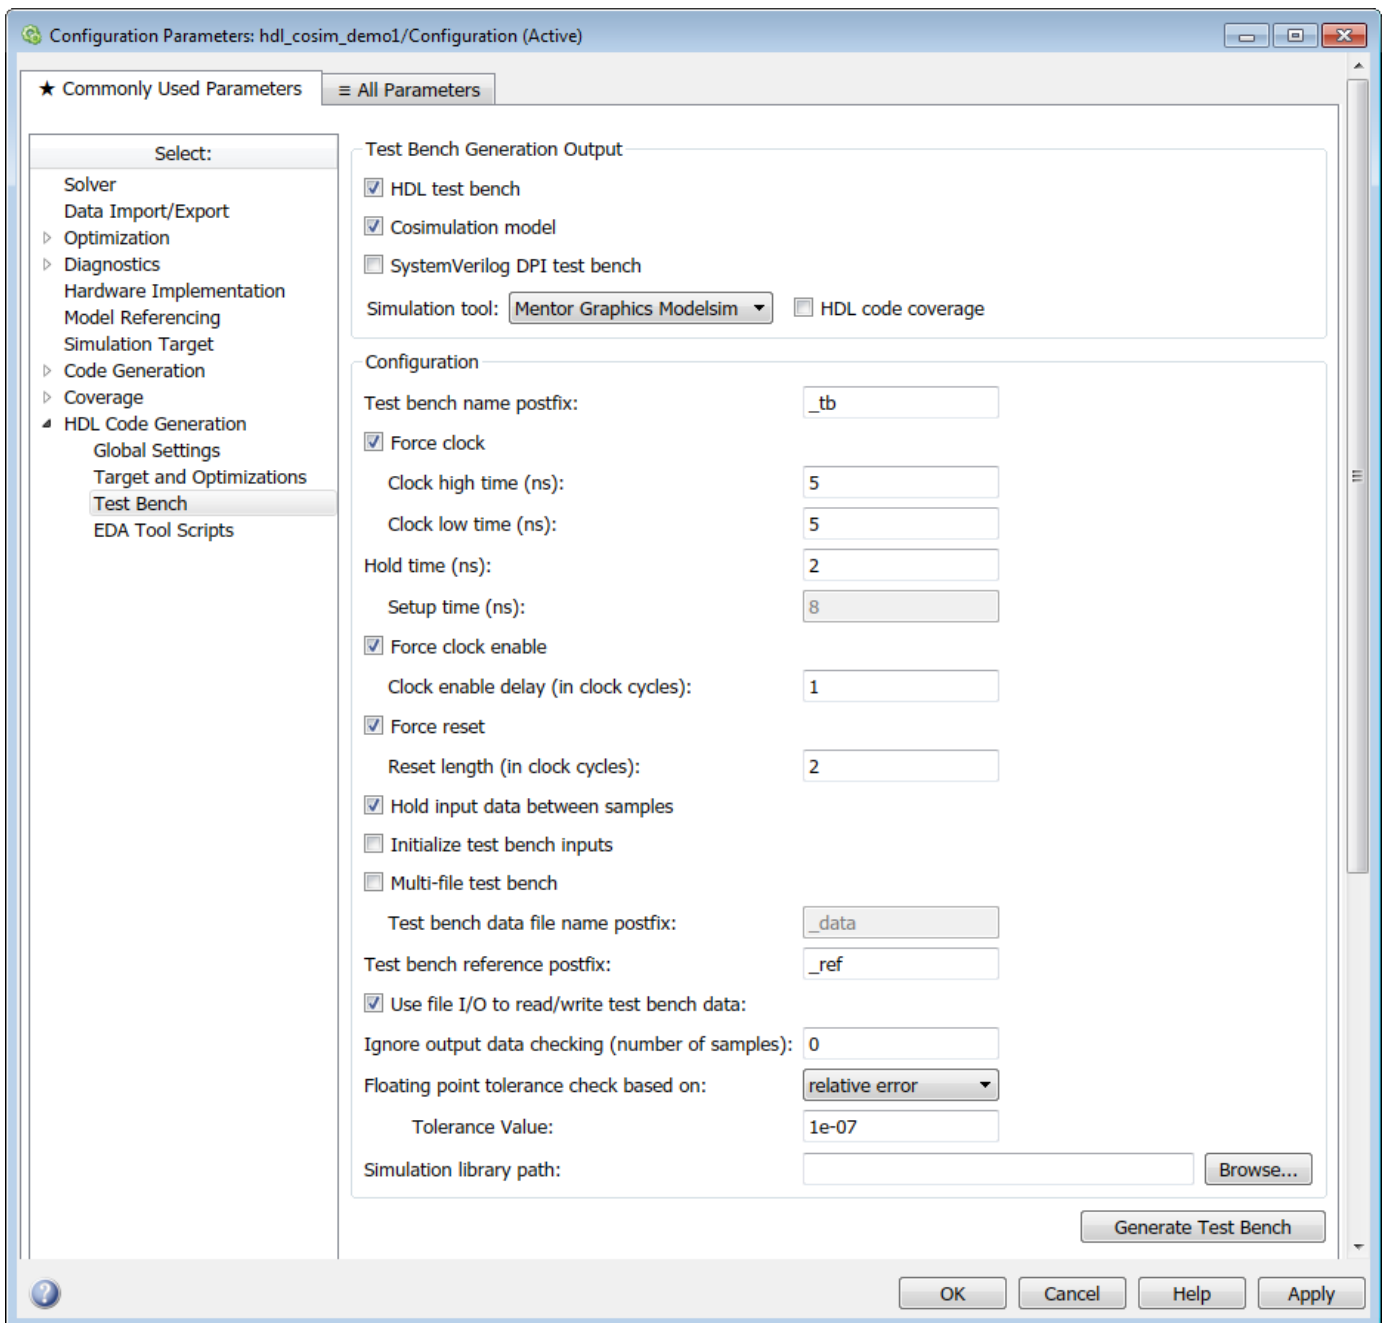 Configuration Parameters: hdl_cosim_demo1/Configuration (Active)
★ Commonly Used Parameters
≡ All Parameters
Select:
Solver
Data Import/Export
Optimization
Diagnostics
Hardware Implementation
Model Referencing
Simulation Target
Code Generation
Coverage
HDL Code Generation
Global Settings
Target and Optimizations
Test Bench
EDA Tool Scripts
Test Bench Generation Output
HDL test bench
Cosimulation model
SystemVerilog DPI test bench
Simulation tool: Mentor Graphics Modelsim HDL code coverage
Configuration
Test bench name postfix: _tb
Force clock
Clock high time (ns): 5
Clock low time (ns): 5
Hold time (ns): 2
Setup time (ns): 8
Force clock enable
Clock enable delay (in clock cycles): 1
Force reset
Reset length (in clock cycles): 2
Hold input data between samples
Initialize test bench inputs
Multi-file test bench
Test bench data file name postfix: _data
Test bench reference postfix: _ref
Use file I/O to read/write test bench data:
Ignore output data checking (number of samples): 0
Floating point tolerance check based on: relative error
Tolerance Value: 1e-07
Simulation library path: Browse...
Generate Test Bench
? OK Cancel Help Apply